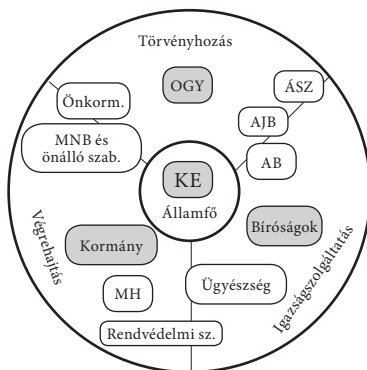 Törvényhozás
OGY
ÁSZ
Önkorm.
AJB
MNB és
önálló szab.
AB
KE
Államfő
Bíróságok
Kormány
Végrehajtás
Igazságszolgáltatás
Ügyészség
MH
Rendvédelmi sz.